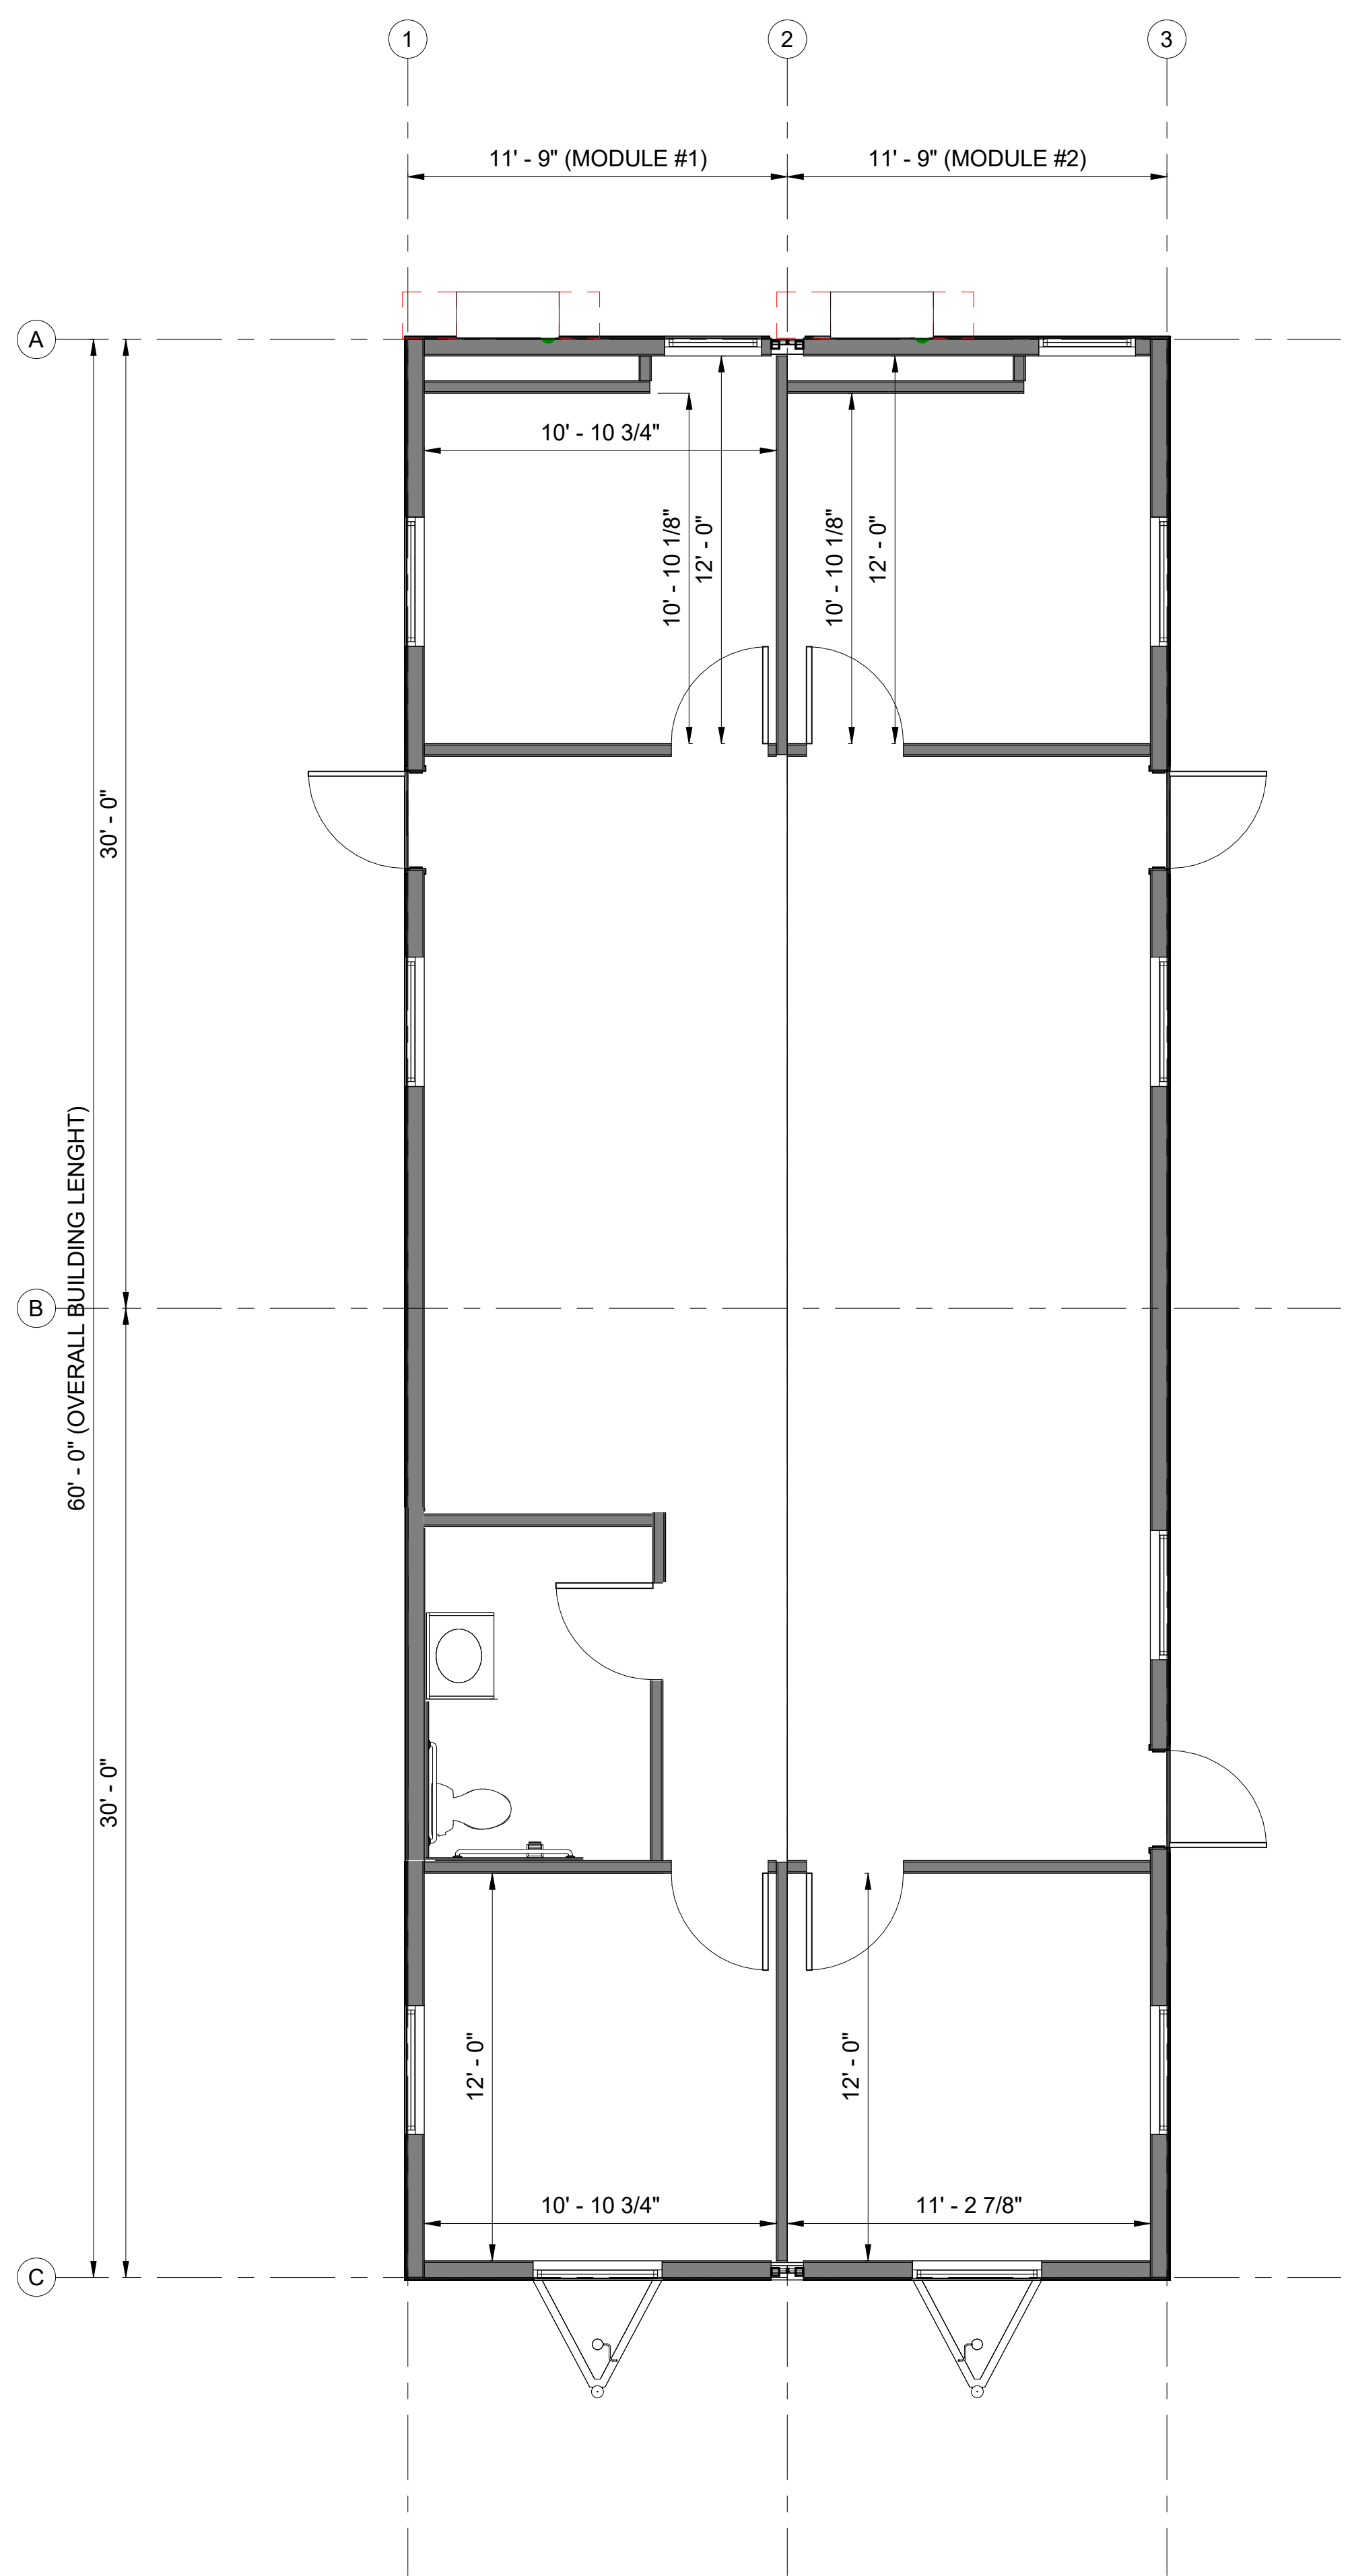 1
2
3
11' - 9" (MODULE #1)
11' - 9" (MODULE #2)
A
10' - 10 3/4"
10' - 10 1/8"
12' - 0"
10' - 10 1/8"
12' - 0"
30' - 0"
60' - 0" (OVERALL BUILDING LENGHT)
B
30' - 0"
12' - 0"
12' - 0"
10' - 10 3/4"
11' - 2 7/8"
C